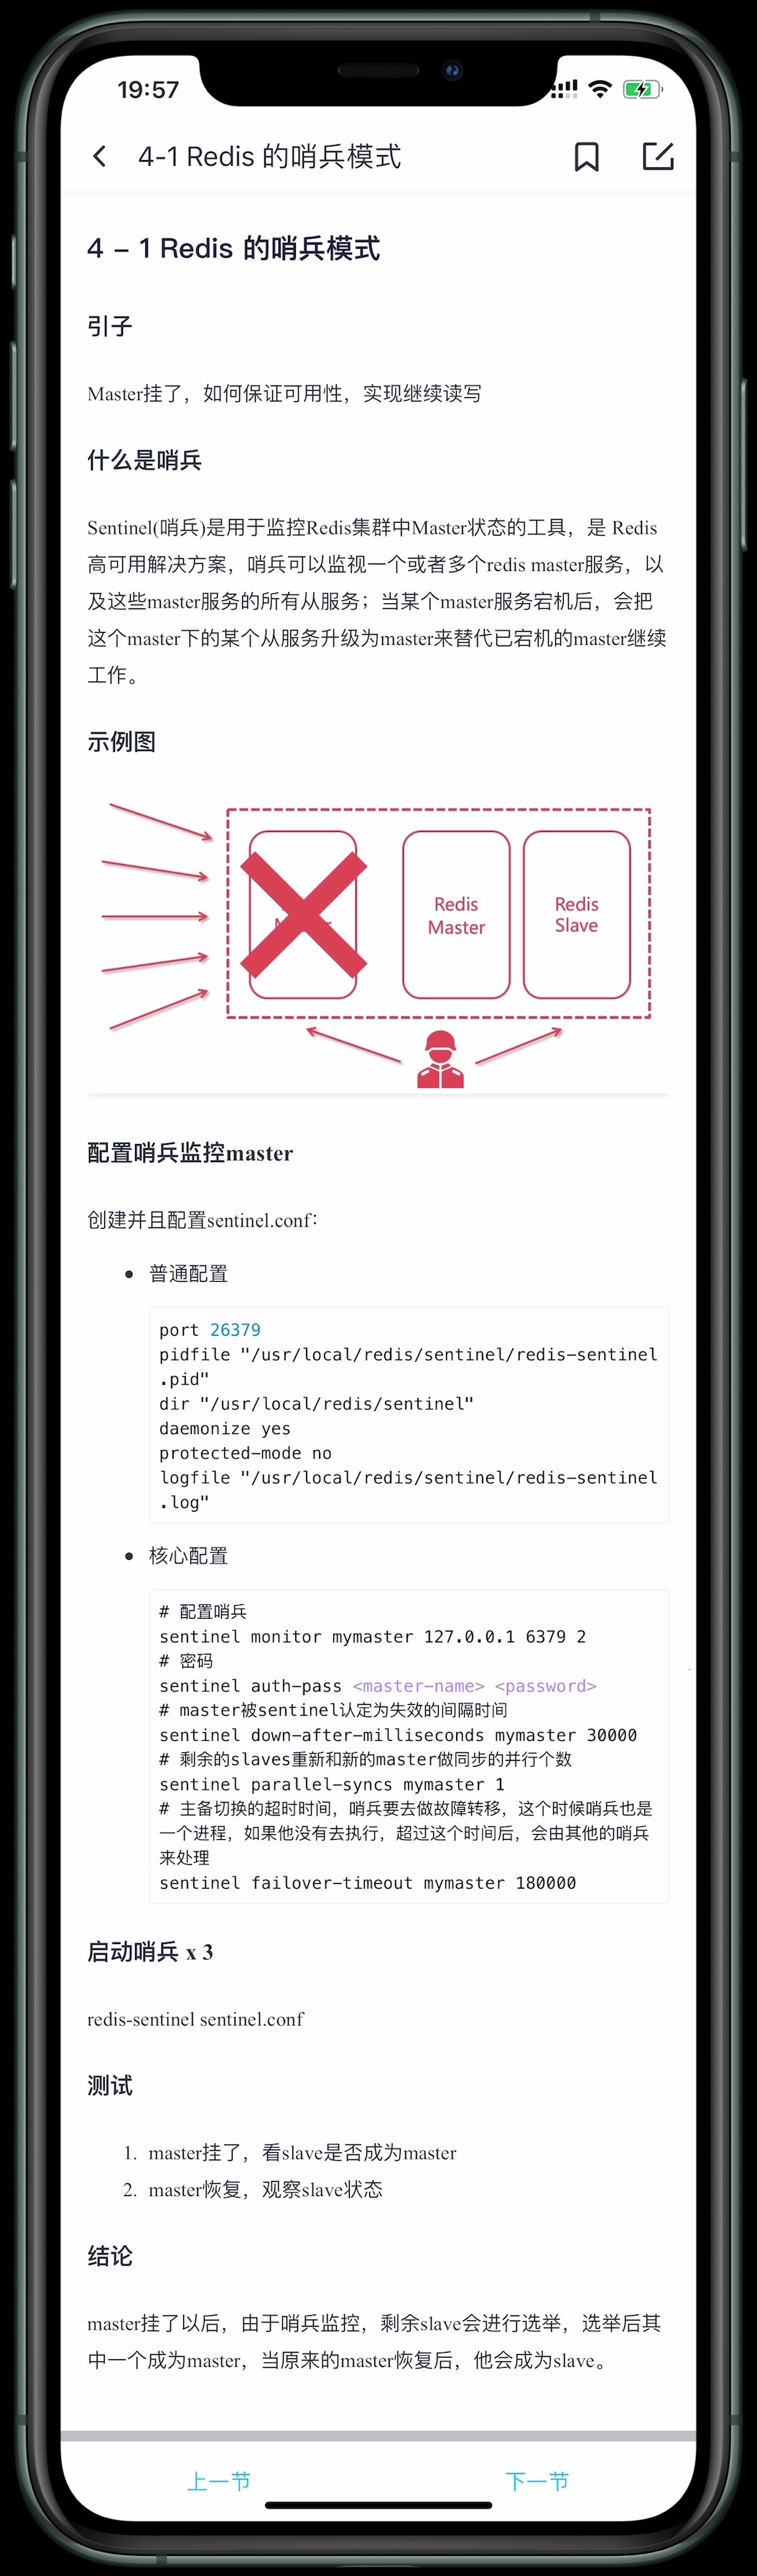 19:57
4-1 Redis 的哨兵模式
4 – 1 Redis 的哨兵模式
引子
Master挂了，如何保证可用性，实现继续读写
什么是哨兵
Sentinel(哨兵)是用于监控Redis集群中Master状态的工具，是 Redis
高可用解决方案，哨兵可以监视一个或者多个redis master服务，以
及这些master服务的所有从服务；当某个master服务宕机后，会把
这个master下的某个从服务升级为master来替代已宕机的master继续
工作。
示例图
Redis
Master
Redis
Slave
配置哨兵监控master
创建并且配置sentinel.conf：
普通配置
port 26379
pidfile "/usr/local/redis/sentinel/redis-sentinel
.pid"
dir "/usr/local/redis/sentinel"
daemonize yes
protected-mode no
logfile "/usr/local/redis/sentinel/redis-sentinel
.log"
核心配置
# 配置哨兵
sentinel monitor mymaster 127.0.0.1 6379 2
# 密码
sentinel auth-pass <master-name> <password>
# master被sentinel认定为失效的间隔时间
sentinel down-after-milliseconds mymaster 30000
# 剩余的slaves重新和新的master做同步的并行个数
sentinel parallel-syncs mymaster 1
# 主备切换的超时时间，哨兵要去做故障转移，这个时候哨兵也是
一个进程，如果他没有去执行，超过这个时间后，会由其他的哨兵
来处理
sentinel failover-timeout mymaster 180000
启动哨兵 x 3
redis-sentinel sentinel.conf
测试
1. master挂了，看slave是否成为master
2. master恢复，观察slave状态
结论
master挂了以后，由于哨兵监控，剩余slave会进行选举，选举后其
中一个成为master，当原来的master恢复后，他会成为slave。
上一节
下一节